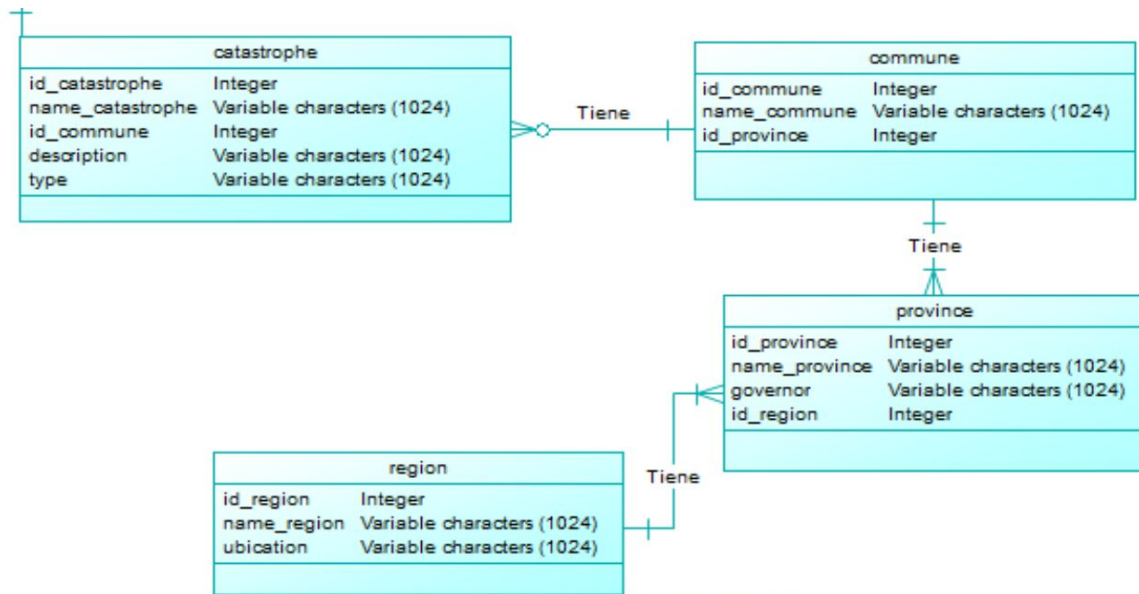 catastrophe
id_catastrophe Integer
name_catastrophe Variable characters (1024)
id_commune Integer
description Variable characters (1024)
type Variable characters (1024)
Tiene
commune
id_commune Integer
name_commune Variable characters (1024)
id_province Integer
Tiene
province
id_province Integer
name_province Variable characters (1024)
governor Variable characters (1024)
id_region Integer
Tiene
region
id_region Integer
name_region Variable characters (1024)
ubication Variable characters (1024)